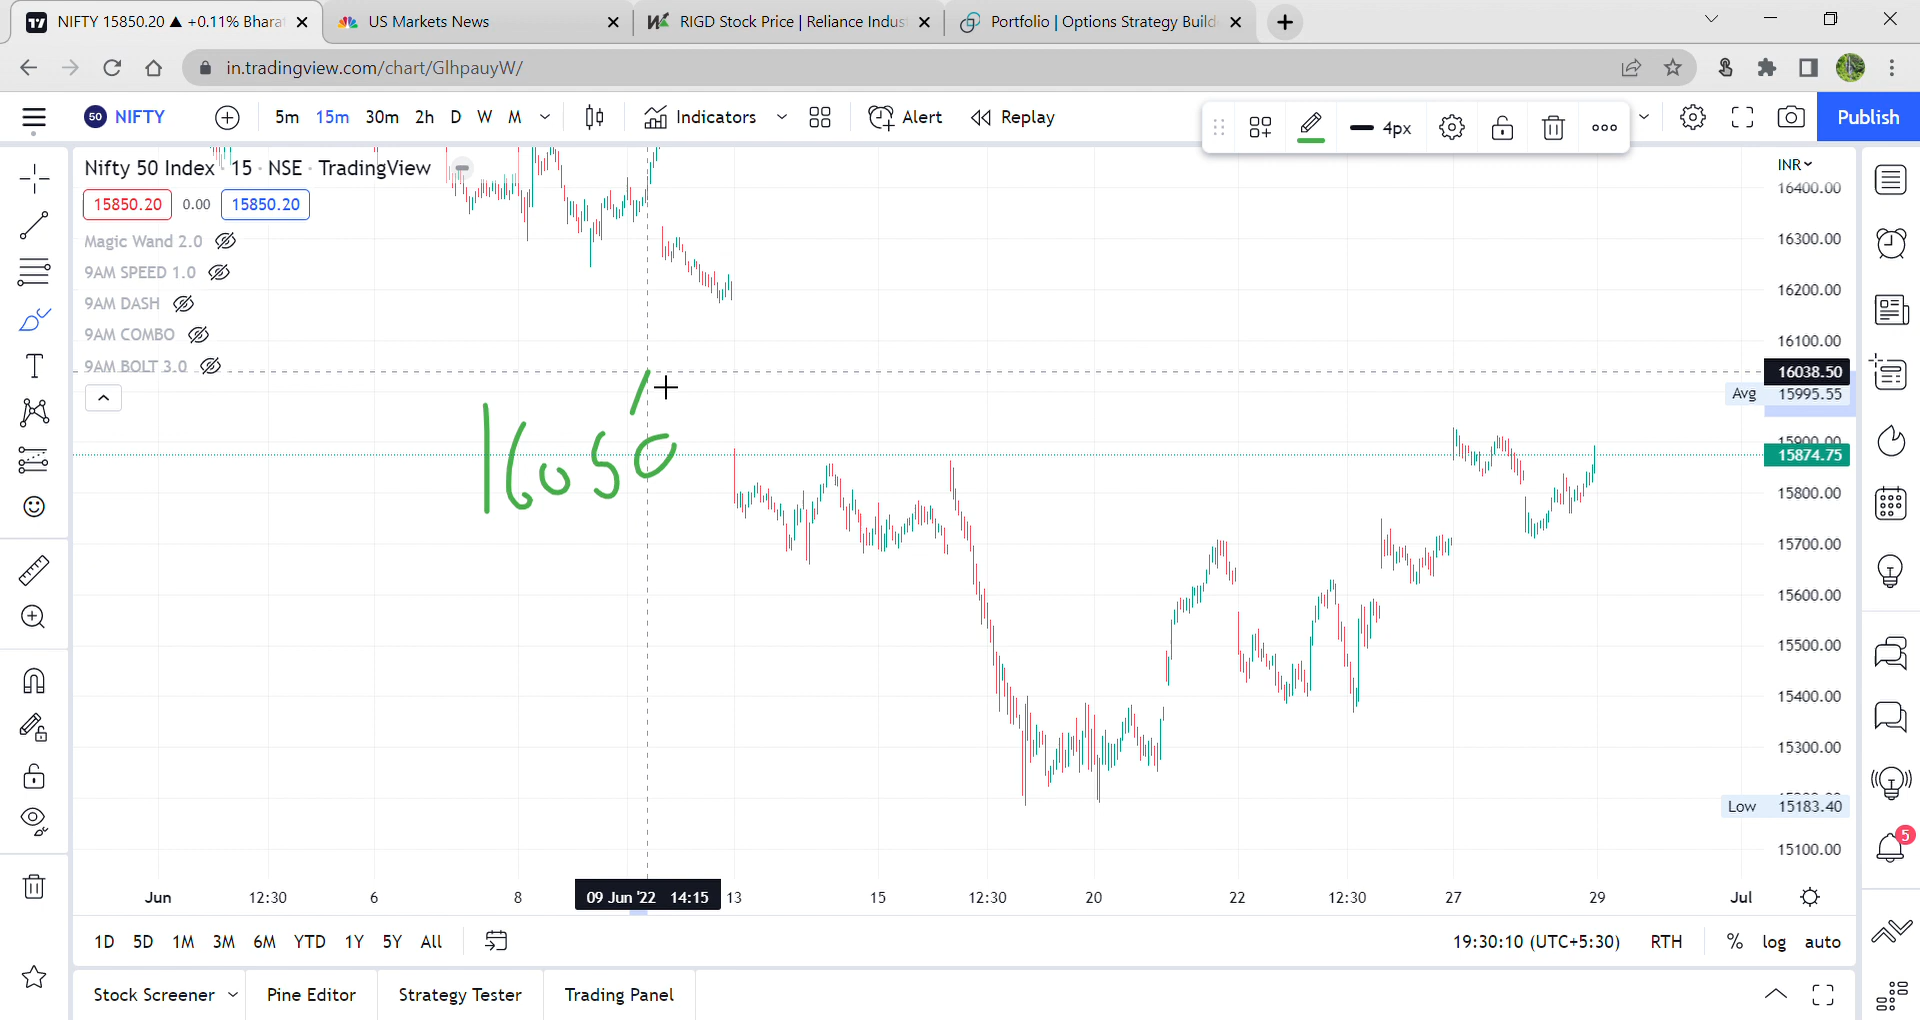 NIFTY 15850.20 ▲ +0.11% Bharat
US Markets News
RIGD Stock Price | Reliance Indus
Portfolio | Options Strategy Build
in.tradingview.com/chart/GlhpauyW/
50 NIFTY
5m 15m 30m 2h D W M
Indicators
Alert
Replay
4px
Publish
Nifty 50 Index · 15 · NSE · TradingView
INR
15850.20 0.00 15850.20
Magic Wand 2.0
9AM SPEED 1.0
9AM DASH
9AM COMBO
9AM BOLT 3.0
16400.00
16300.00
16200.00
16100.00
16038.50
Avg 15995.55
15900.00
15874.75
15800.00
15700.00
15600.00
15500.00
15400.00
15300.00
Low 15183.40
15100.00
16050
Jun 12:30 6 8 09 Jun '22 14:15 13 15 12:30 20 22 12:30 27 29 Jul
5
1D 5D 1M 3M 6M YTD 1Y 5Y All
19:30:10 (UTC+5:30) RTH % log auto
Stock Screener Pine Editor Strategy Tester Trading Panel